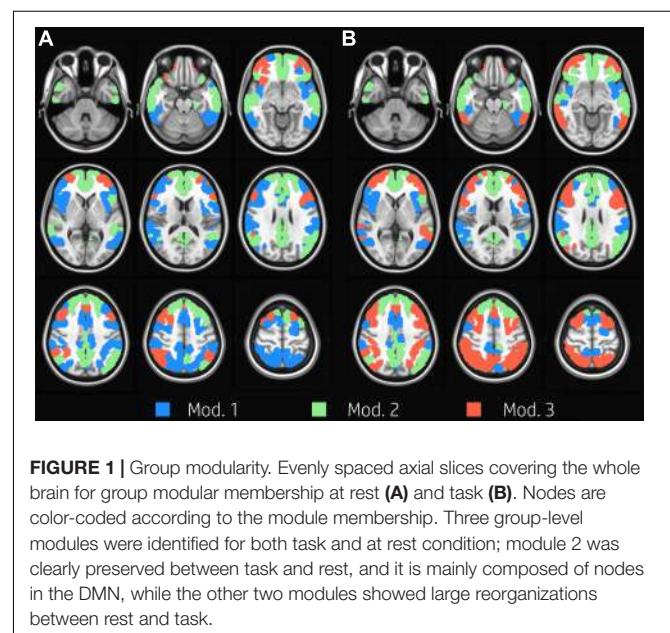 A B
Mod. 1 Mod. 2 Mod. 3
FIGURE 1 | Group modularity. Evenly spaced axial slices covering the whole
brain for group modular membership at rest (A) and task (B). Nodes are
color-coded according to the module membership. Three group-level
modules were identified for both task and at rest condition; module 2 was
clearly preserved between task and rest, and it is mainly composed of nodes
in the DMN, while the other two modules showed large reorganizations
between rest and task.